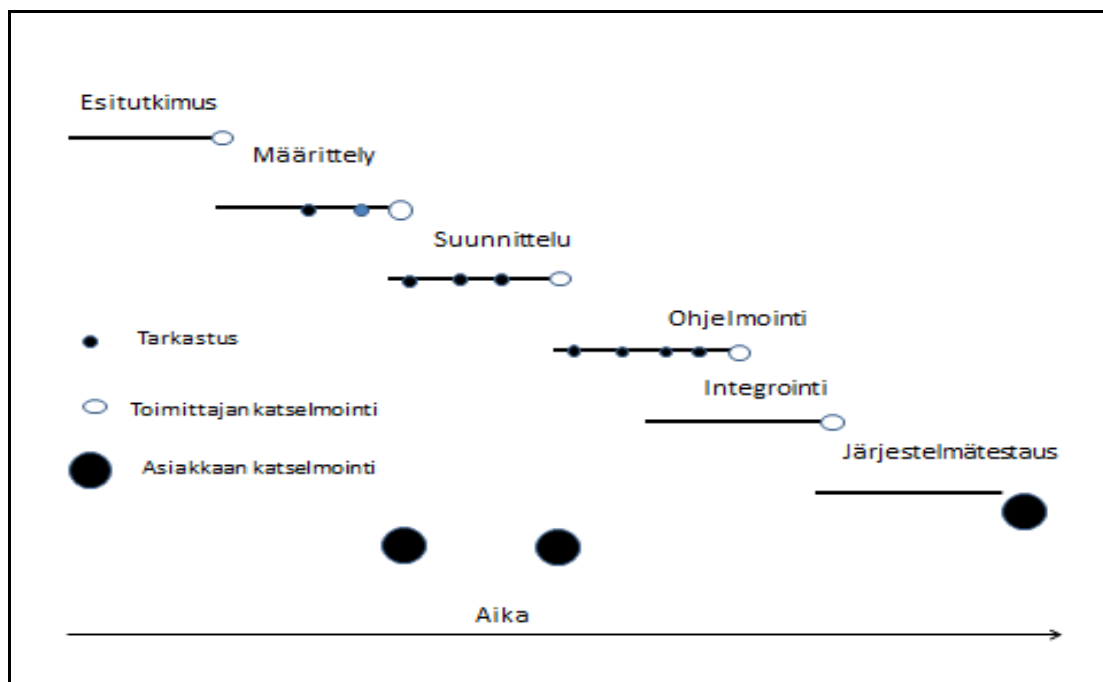 Esitutkimus
Määrittely
Suunnittelu
Ohjelmointi
Tarkastus
Integrointi
Toimittajan katselmointi
Järjestelmätestaus
Asiakkaan katselmointi
Aika